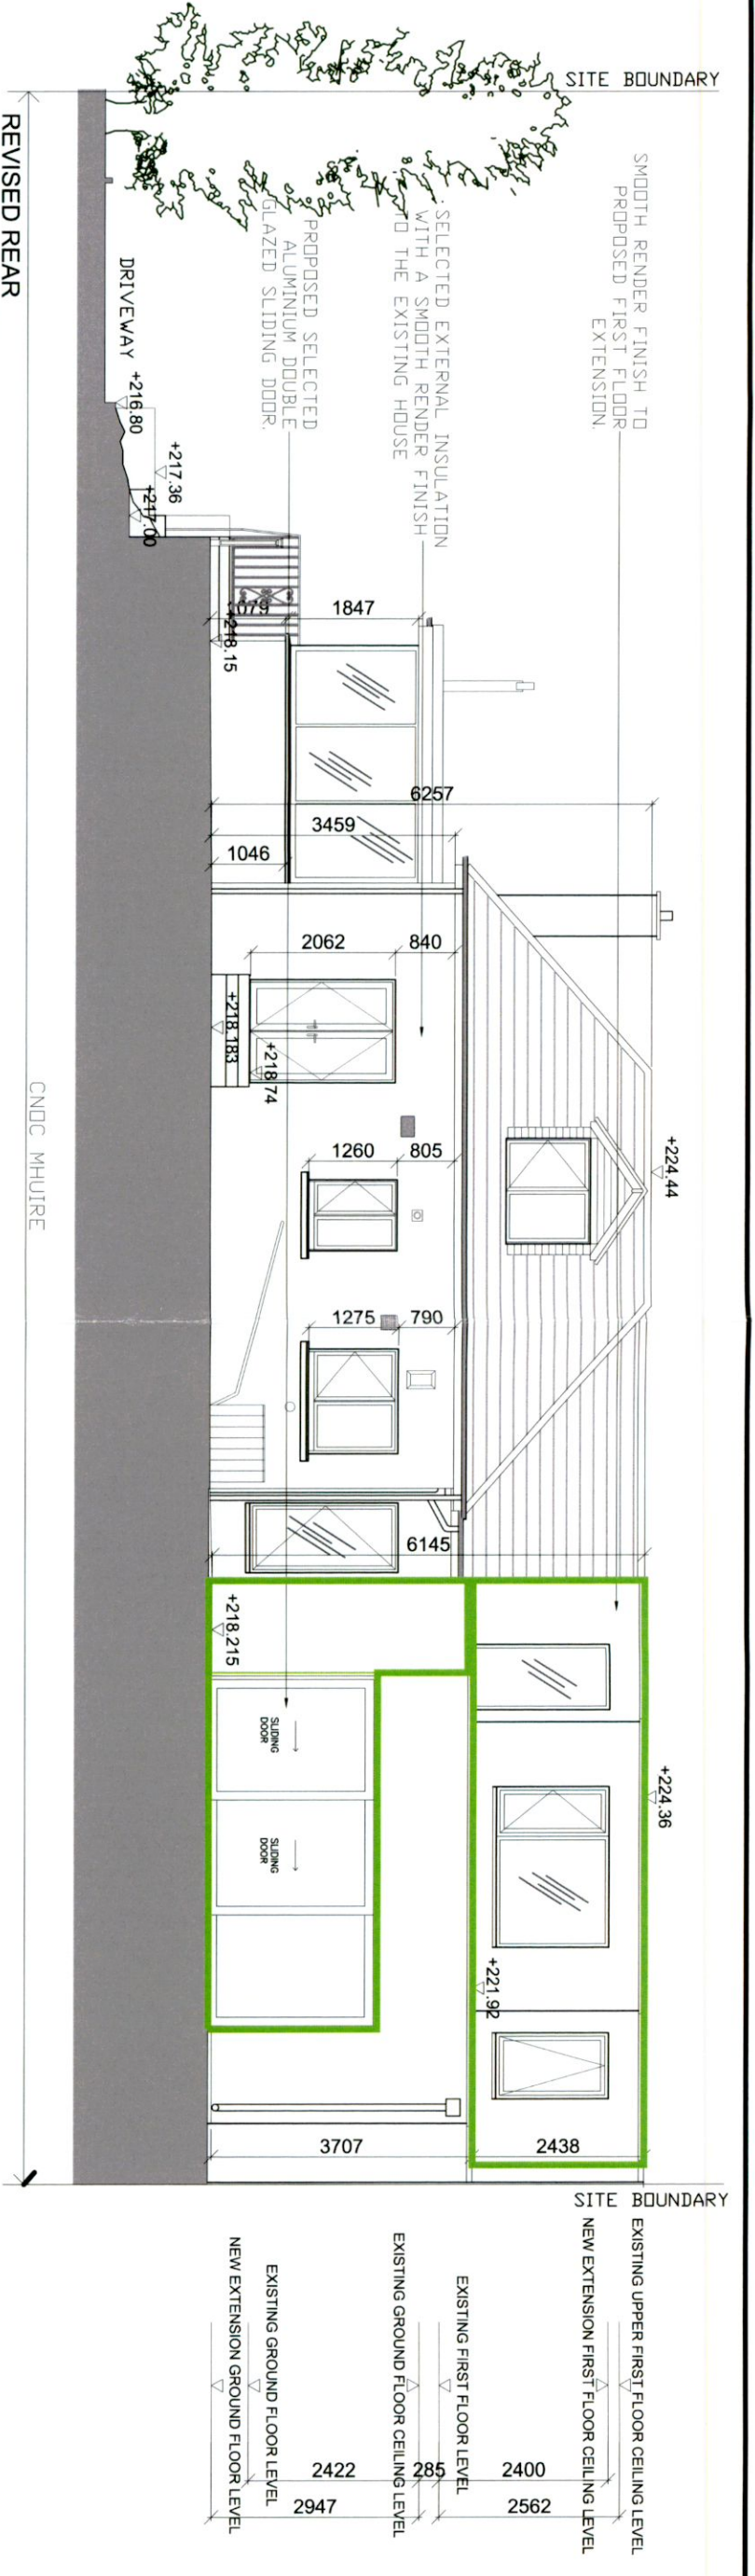 SITE BOUNDARY
SMOOTH RENDER FINISH TO
PROPOSED FIRST FLOOR
EXTENSION.
SELECTED EXTERNAL INSULATION
WITH A SMOOTH RENDER FINISH
TO THE EXISTING HOUSE
PROPOSED SELECTED
ALUMINIUM DOUBLE
GLAZED SLIDING DOOR.
DRIVEWAY
+216.80
+217.36
+217.00
+218.15
1847
6257
3459
1046
2062
840
+218.183
+218.74
1260
805
+224.44
1275
790
6145
+218.215
SLIDING
DOOR
SLIDING
DOOR
+224.36
+221.92
3707
2438
SITE BOUNDARY
EXISTING UPPER FIRST FLOOR CEILING LEVEL
NEW EXTENSION FIRST FLOOR CEILING LEVEL
EXISTING FIRST FLOOR LEVEL
EXISTING GROUND FLOOR CEILING LEVEL
EXISTING GROUND FLOOR LEVEL
NEW EXTENSION GROUND FLOOR LEVEL
2400
285
2422
2562
2947
CNOC MHUIRE
REVISED REAR